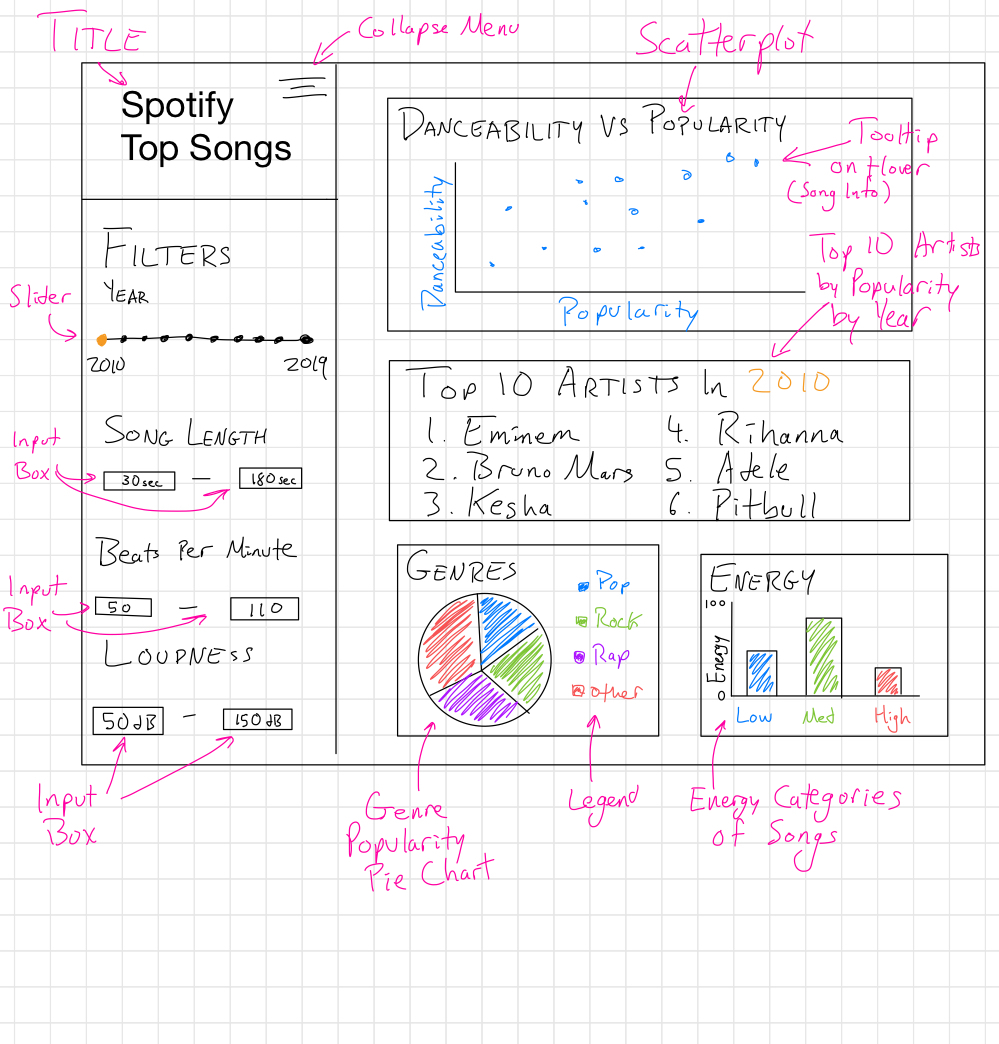 TITLE
Collapse Menu
Scatterplot
Spotify
Top Songs
DANCEABILITY VS POPULARITY
Tooltip
on Hover
(Song Info)
Danceability
Popularity
FILTERS
YEAR
Slider
2010
2019
Top 10 Artists
by Popularity
by Year
TOP 10 ARTISTS In 2010
1. Eminem
2. Bruno Mars
3. Kesha
4. Rihanna
5. Adele
6. Pitbull
SONG LENGTH
Input
Box
30sec – 180sec
Beats Per Minute
Input
Box
50 – 110
LOUDNESS
50dB – 150dB
Input
Box
GENRES
Pop
Rock
Rap
Other
ENERGY
100
Energy
0
Low Med High
Genre
Popularity
Pie Chart
Legend
Energy Categories
of Songs